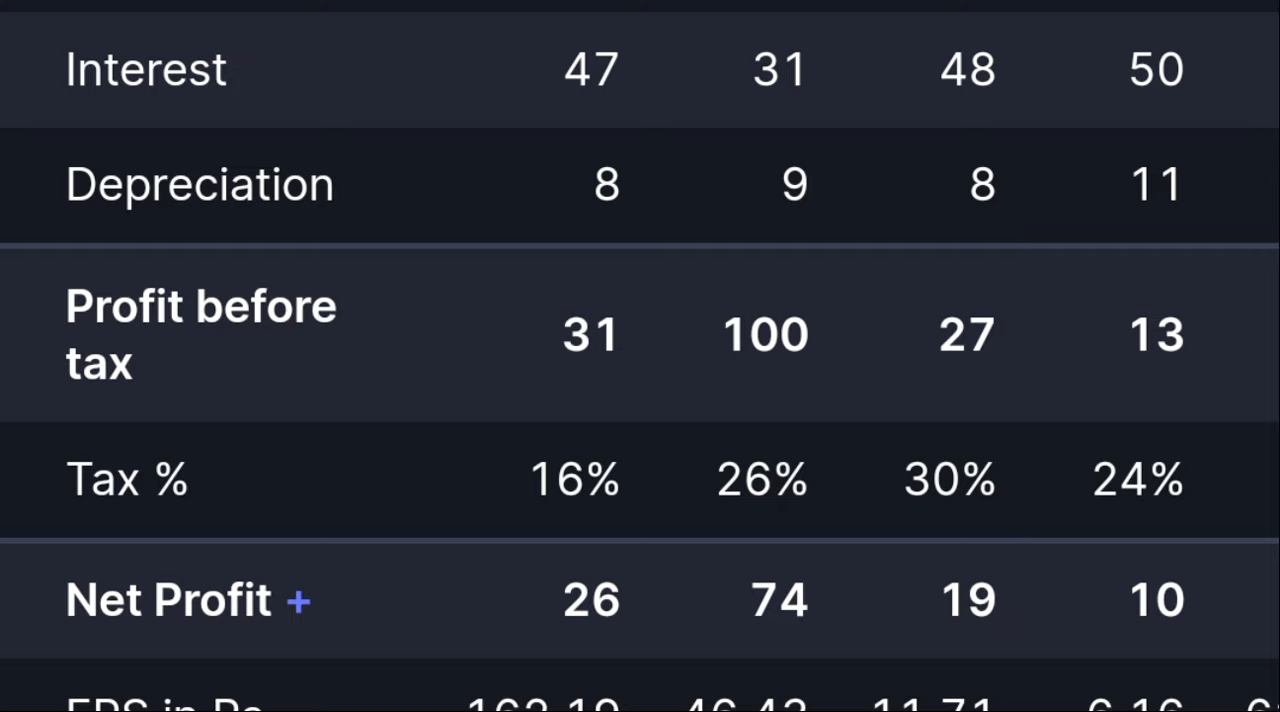 Interest 47 31 48 50
Depreciation 8 9 8 11
Profit before
tax 31 100 27 13
Tax % 16% 26% 30% 24%
Net Profit + 26 74 19 10